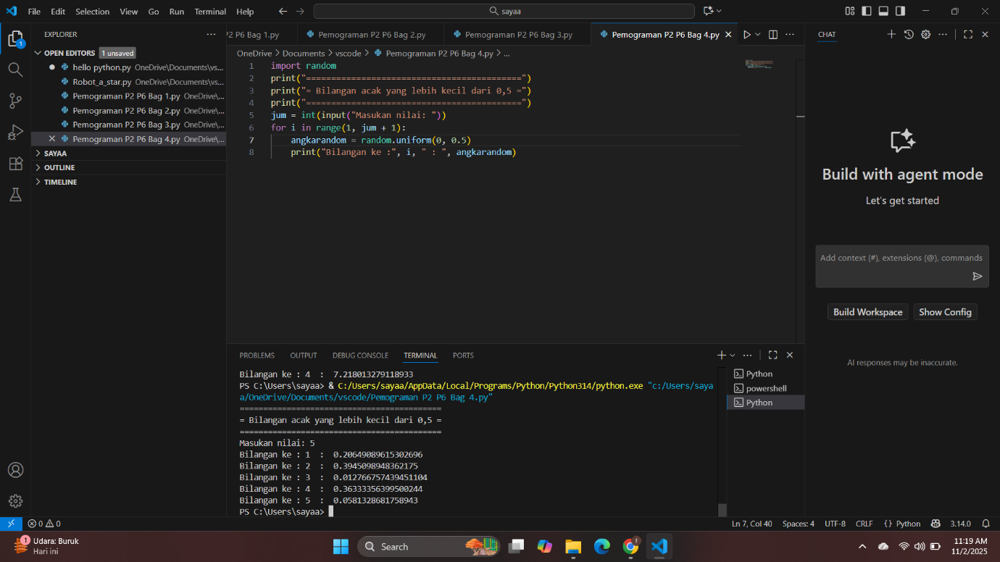 File Edit Selection View Go Run Terminal Help
sayaa
EXPLORER
OPEN EDITORS 1 unsaved
hello python.py OneDrive\Documents\vs...
Robot_a_star.py OneDrive\Documents\vs...
Pemograman P2 P6 Bag 1.py OneDrive\...
Pemograman P2 P6 Bag 2.py OneDrive\...
Pemograman P2 P6 Bag 3.py OneDrive\...
Pemograman P2 P6 Bag 4.py OneDrive\...
SAYAA
OUTLINE
TIMELINE
P2 P6 Bag 1.py Pemograman P2 P6 Bag 2.py Pemograman P2 P6 Bag 3.py Pemograman P2 P6 Bag 4.py
OneDrive > Documents > vscode > Pemograman P2 P6 Bag 4.py > ...
1 import random
2 print("===========================================")
3 print("= Bilangan acak yang lebih kecil dari 0,5 =")
4 print("===========================================")
5 jum = int(input("Masukan nilai: "))
6 for i in range(1, jum + 1):
7     angkarandom = random.uniform(0, 0.5)
8     print("Bilangan ke :", i, " : ", angkarandom)
PROBLEMS OUTPUT DEBUG CONSOLE TERMINAL PORTS
Bilangan ke : 4  :  7.218013279118933
PS C:\Users\sayaa> & C:/Users/sayaa/AppData/Local/Programs/Python/Python314/python.exe "c:/Users/saya
a/OneDrive/Documents/vscode/Pemograman P2 P6 Bag 4.py"
===========================================
= Bilangan acak yang lebih kecil dari 0,5 =
===========================================
Masukan nilai: 5
Bilangan ke : 1  :  0.20649089615302696
Bilangan ke : 2  :  0.3945098948362175
Bilangan ke : 3  :  0.012766757439451104
Bilangan ke : 4  :  0.36333356399500244
Bilangan ke : 5  :  0.0581328681758943
PS C:\Users\sayaa>
Python
powershell
Python
CHAT
Build with agent mode
Let's get started
Add context (#), extensions (@), commands
Build Workspace Show Config
AI responses may be inaccurate.
0 0
Ln 7, Col 40 Spaces: 4 UTF-8 CRLF {} Python 3.14.0
1
Udara: Buruk
Hari ini
Search
11:19 AM
11/2/2025